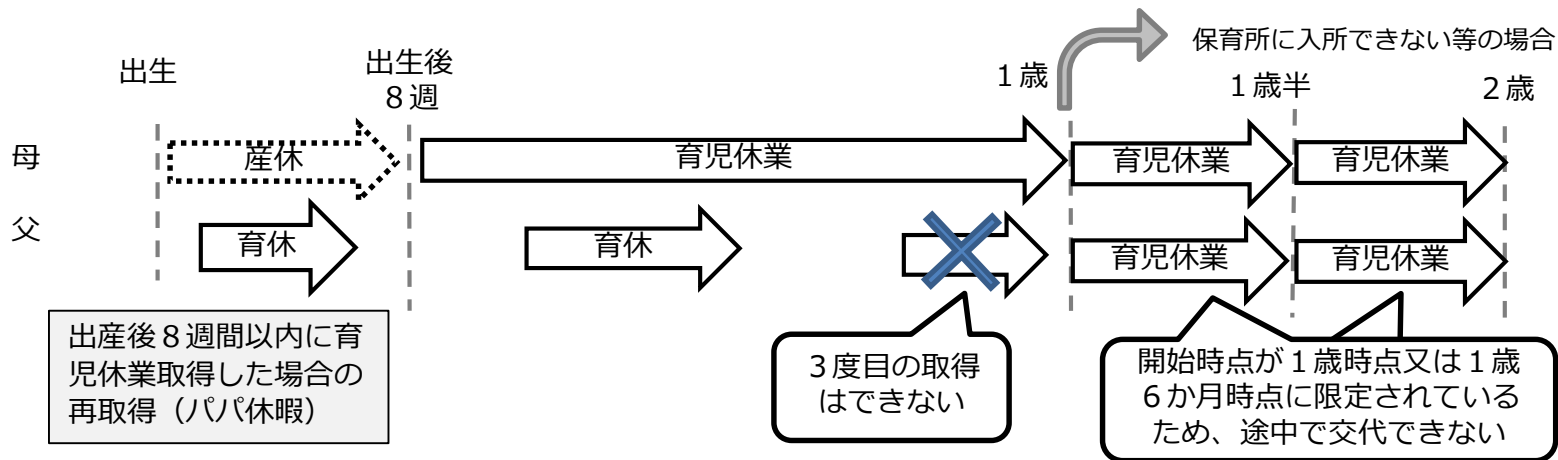 保育所に入所できない等の場合
出生
出生後
８週
１歳
１歳半
２歳
母
産休
育児休業
育児休業
育児休業
父
育休
育休
育児休業
育児休業
出産後８週間以内に育
児休業取得した場合の
再取得（パパ休暇）
３度目の取得
はできない
開始時点が１歳時点又は１歳
６か月時点に限定されている
ため、途中で交代できない